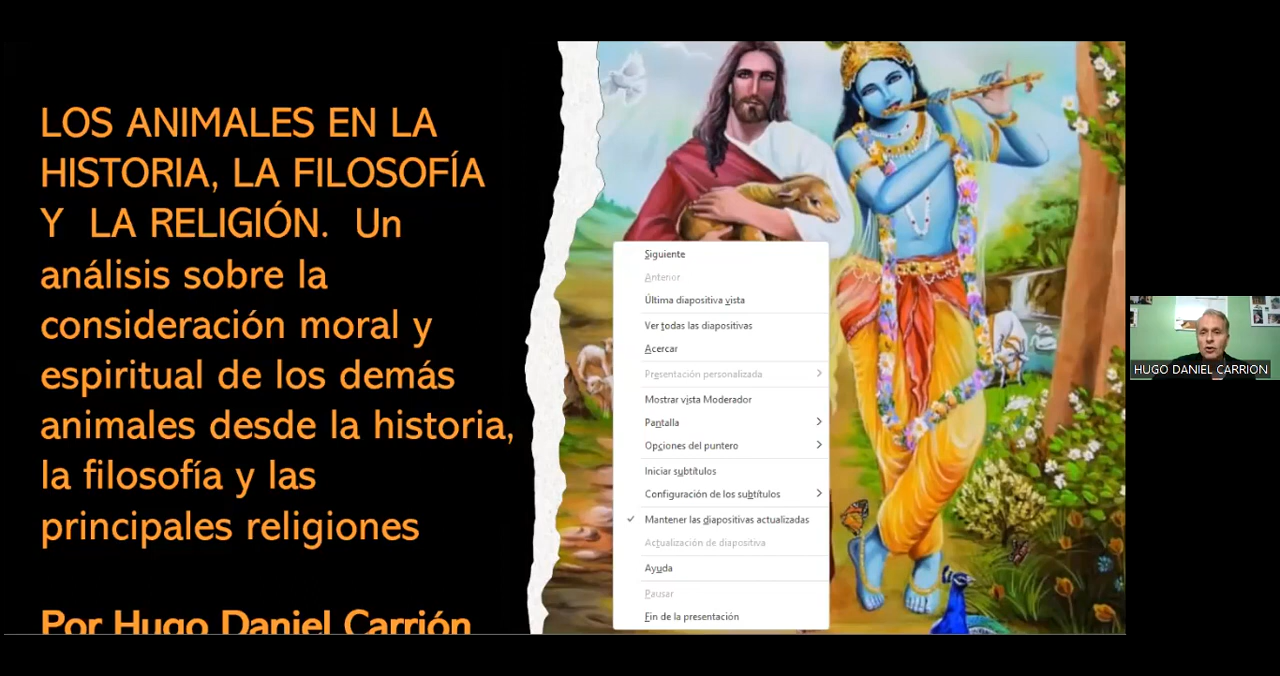 LOS ANIMALES EN LA
HISTORIA, LA FILOSOFÍA
Y LA RELIGIÓN. Un
análisis sobre la
consideración moral y
espiritual de los demás
animales desde la historia,
la filosofía y las
principales religiones
Por Hugo Daniel Carrión
Siguiente
Anterior
Última diapositiva vista
Ver todas las diapositivas
Acercar
Presentación personalizada
Mostrar vista Moderador
Pantalla
Opciones del puntero
Iniciar subtítulos
Configuración de los subtítulos
Mantener las diapositivas actualizadas
Actualización de diapositiva
Ayuda
Pausar
Fin de la presentación
HUGO DANIEL CARRION